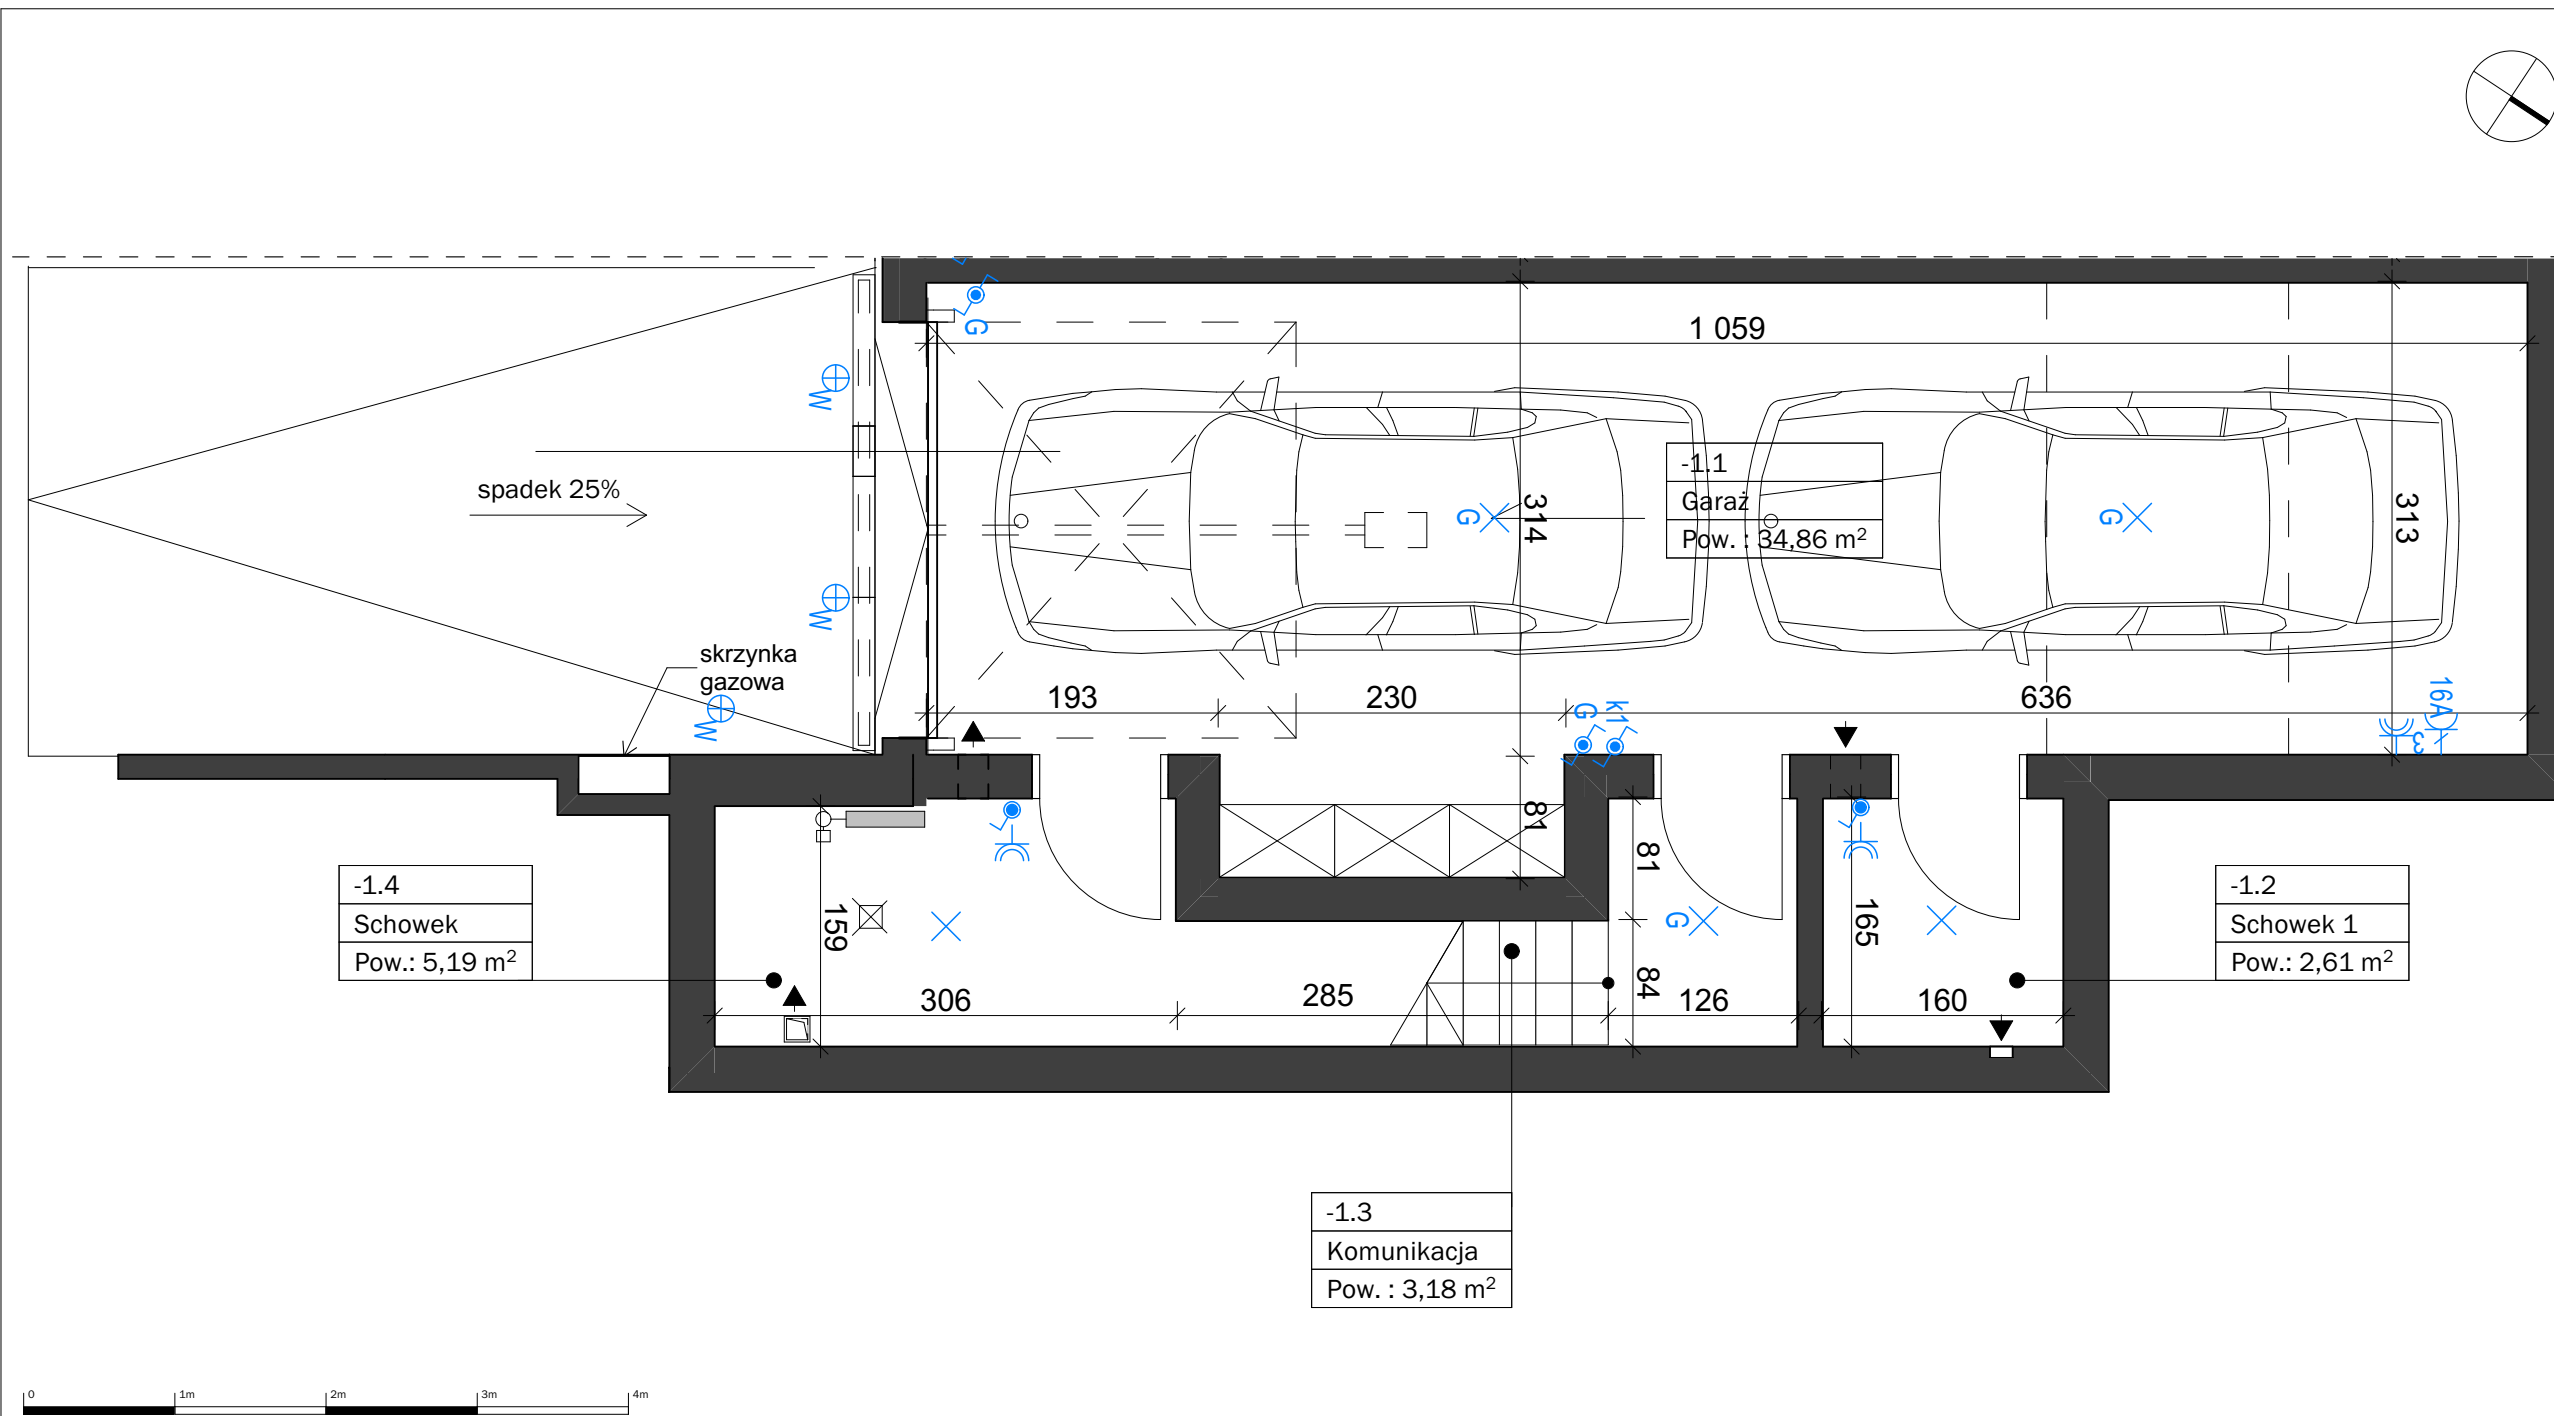 G
1 059
W
spadek 25%
-1.1
Garaż
Pow. : 34,86 m²
G
314
G
313
W
skrzynka
gazowa
W
193
230
636
G
k1
16A
3
81
81
159
165
84
-1.4
Schowek
Pow.: 5,19 m²
G
-1.2
Schowek 1
Pow.: 2,61 m²
306
285
126
160
-1.3
Komunikacja
Pow. : 3,18 m²
0
1m
2m
3m
4m